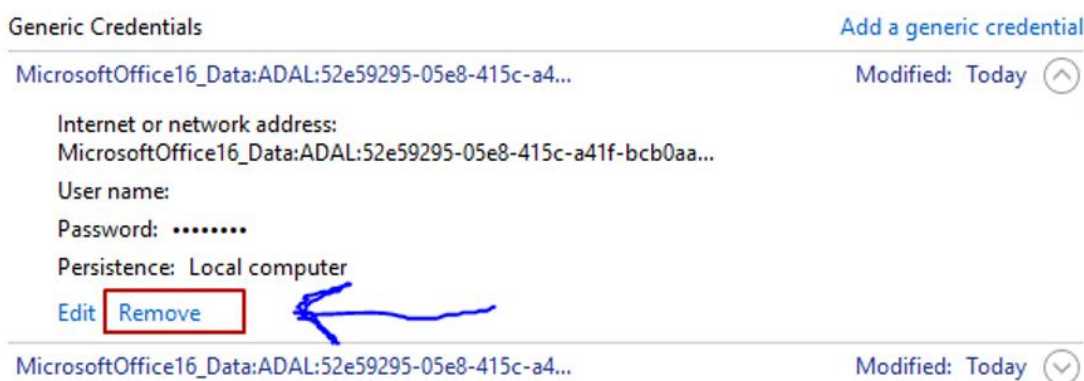 Generic Credentials Add a generic credential
MicrosoftOffice16_Data:ADAL:52e59295-05e8-415c-a4... Modified: Today
Internet or network address:
MicrosoftOffice16_Data:ADAL:52e59295-05e8-415c-a41f-bcb0aa...
User name:
Password: ••••••••
Persistence: Local computer
Edit Remove
MicrosoftOffice16_Data:ADAL:52e59295-05e8-415c-a4... Modified: Today